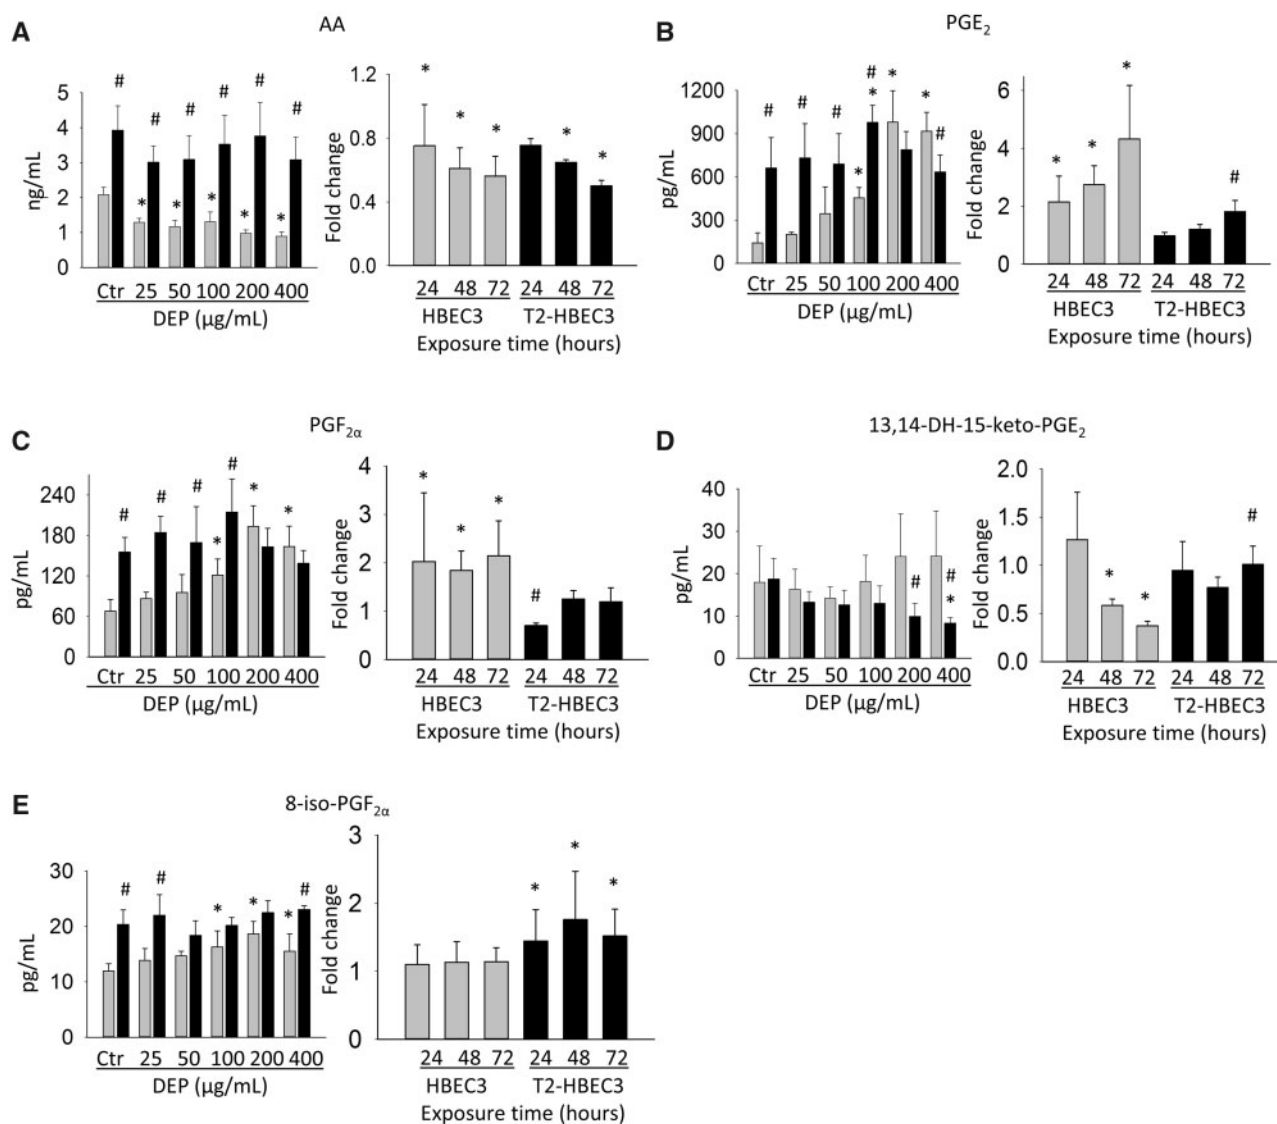 A
AA
# # # # # #
* * * * *
5
4
3
2
1
0
ng/mL
Ctr 25 50 100 200 400
DEP (µg/mL)
* * * * *
1.2
0.8
0.4
0.0
Fold change
24 48 72 24 48 72
HBEC3 T2-HBEC3
Exposure time (hours)
B
PGE2
# # # # * * #
* *
1200
900
600
300
0
pg/mL
Ctr 25 50 100 200 400
DEP (µg/mL)
* * * #
6
4
2
0
Fold change
24 48 72 24 48 72
HBEC3 T2-HBEC3
Exposure time (hours)
C
PGF2α
# # # # * *
*
240
180
120
60
0
pg/mL
Ctr 25 50 100 200 400
DEP (µg/mL)
* * * #
4
3
2
1
0
Fold change
24 48 72 24 48 72
HBEC3 T2-HBEC3
Exposure time (hours)
D
13,14-DH-15-keto-PGE2
# #
*
40
30
20
10
0
pg/mL
Ctr 25 50 100 200 400
DEP (µg/mL)
* * #
2.0
1.5
1.0
0.5
0.0
Fold change
24 48 72 24 48 72
HBEC3 T2-HBEC3
Exposure time (hours)
E
8-iso-PGF2α
# # * * * #
30
20
10
0
pg/mL
Ctr 25 50 100 200 400
DEP (µg/mL)
* * *
3
2
1
0
Fold change
24 48 72 24 48 72
HBEC3 T2-HBEC3
Exposure time (hours)